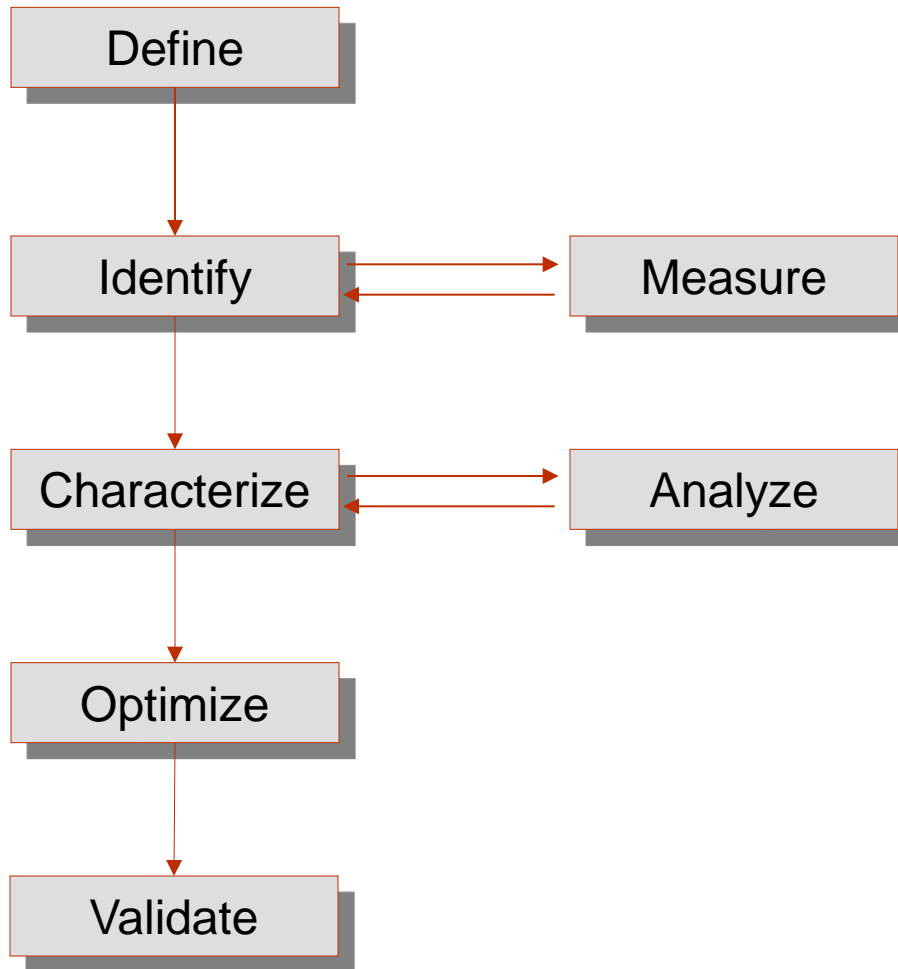 Define
Identify
Measure
Characterize
Analyze
Optimize
Validate